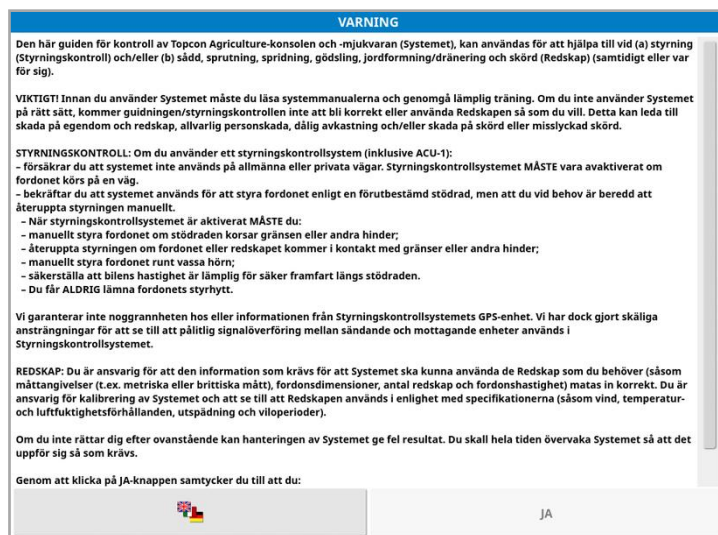 VARNING
Den här guiden för kontroll av Topcon Agriculture-konsolen och -mjukvaran (Systemet), kan användas för att hjälpa till vid (a) styrning
(Styrningskontroll) och/eller (b) sådd, sprutning, spridning, gödsling, jordformning/dränering och skörd (Redskap) (samtidigt eller var
för sig).
VIKTIGT! Innan du använder Systemet måste du läsa systemmanualerna och genomgå lämplig träning. Om du inte använder Systemet
på rätt sätt, kommer guidningen/styrningskontrollen inte att bli korrekt eller använda Redskapen så som du vill. Detta kan leda till
skada på egendom och redskap, allvarlig personskada, dålig avkastning och/eller skada på skörd eller misslyckad skörd.
STYRNINGSKONTROLL: Om du använder ett styrningskontrollsystem (inklusive ACU-1):
– försäkrar du att systemet inte används på allmänna eller privata vägar. Styrningskontrollsystemet MÅSTE vara avaktiverat om
fordonet körs på en väg.
– bekräftar du att systemet används för att styra fordonet enligt en förutbestämd stödrad, men att du vid behov är beredd att
återuppta styrningen manuellt.
– När styrningskontrollsystemet är aktiverat MÅSTE du:
– manuellt styra fordonet om stödraden korsar gränsen eller andra hinder;
– återuppta styrningen om fordonet eller redskapet kommer i kontakt med gränser eller andra hinder;
– manuellt styra fordonet runt vassa hörn;
– säkerställa att bilens hastighet är lämplig för säker framfart längs stödraden.
– Du får ALDRIG lämna fordonets styrhytt.
Vi garanterar inte noggrannheten hos eller informationen från Styrningskontrollsystemets GPS-enhet. Vi har dock gjort skäliga
ansträngningar för att se till att pålitlig signalöverföring mellan sändande och mottagande enheter används i
Styrningskontrollsystemet.
REDSKAP: Du är ansvarig för att den information som krävs för att Systemet ska kunna använda de Redskap som du behöver (såsom
måttangivelser (t.ex. metriska eller brittiska mått), fordonsdimensioner, antal redskap och fordonshastighet) matas in korrekt. Du är
ansvarig för kalibrering av Systemet och att se till att Redskapen används i enlighet med specifikationerna (såsom vind, temperatur-
och luftfuktighetsförhållanden, utspädning och viloperioder).
Om du inte rättar dig efter ovanstående kan hanteringen av Systemet ge fel resultat. Du skall hela tiden övervaka Systemet så att det
uppför sig så som krävs.
Genom att klicka på JA-knappen samtycker du till att du:
JA